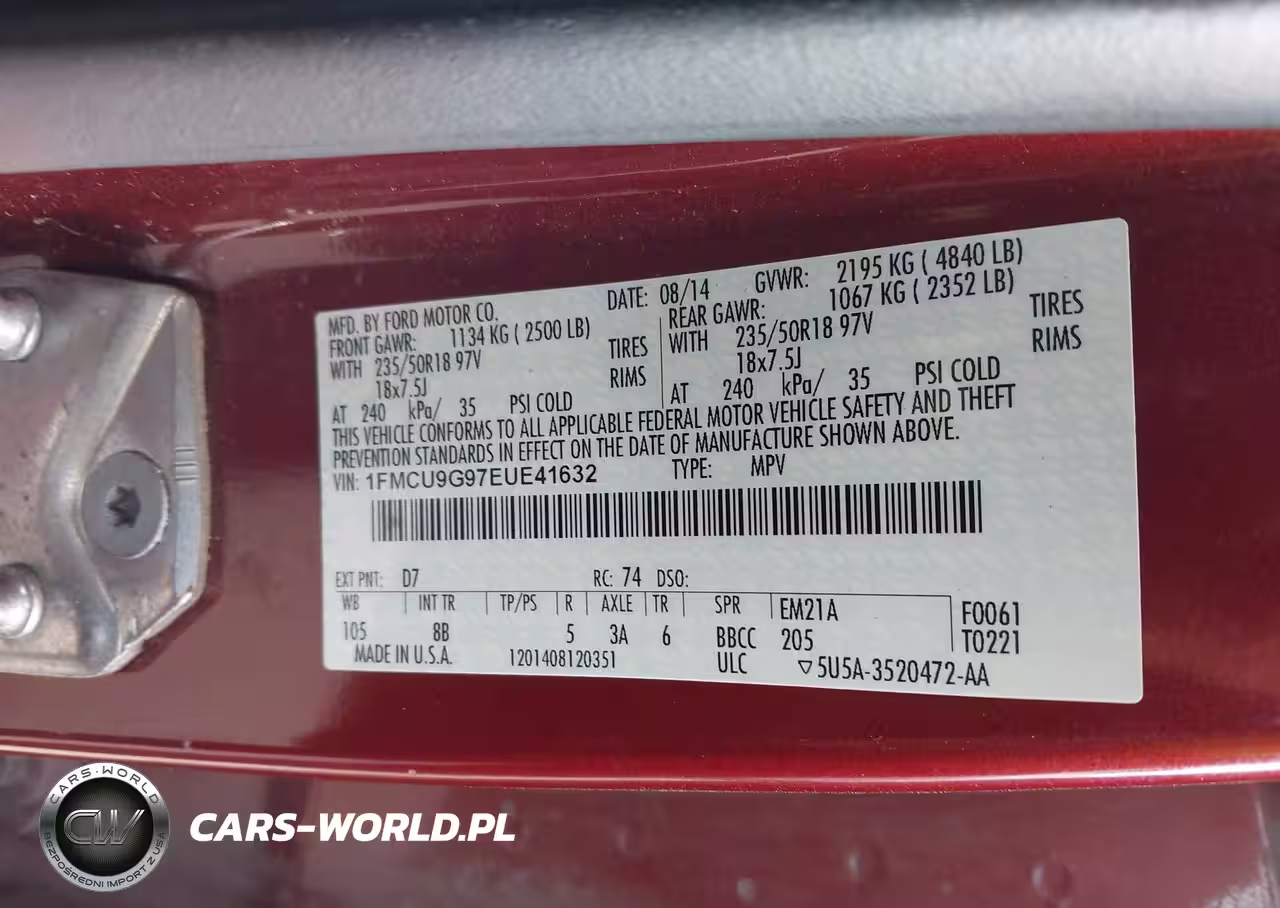 MFD. BY FORD MOTOR CO. DATE: 08/14 GVWR: 2195 KG ( 4840 LB)
FRONT GAWR: 1134 KG ( 2500 LB) REAR GAWR: 1067 KG ( 2352 LB)
WITH 235/50R18 97V TIRES WITH 235/50R18 97V TIRES
18x7.5J RIMS 18x7.5J RIMS
AT 240 kPa/ 35 PSI COLD AT 240 kPa/ 35 PSI COLD
THIS VEHICLE CONFORMS TO ALL APPLICABLE FEDERAL MOTOR VEHICLE SAFETY AND THEFT
PREVENTION STANDARDS IN EFFECT ON THE DATE OF MANUFACTURE SHOWN ABOVE.
VIN: 1FMCU9G97EUE41632 TYPE: MPV
EXT PNT: D7 RC: 74 DSO:
WB INT TR TP/PS R AXLE TR SPR EM21A F0061
105 8B 5 3A 6 BBCC 205 T0221
MADE IN U.S.A. 1201408120351 ULC ▽5U5A-3520472-AA
CARS-WORLD
CW
BEZPOŚREDNI IMPORT Z USA
CARS-WORLD.PL